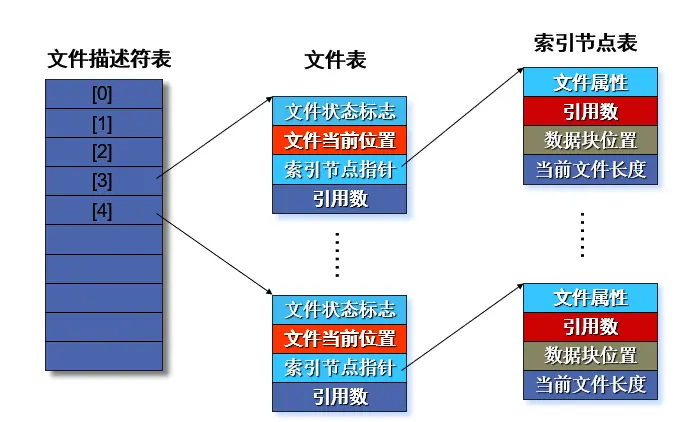 文件描述符表
[0]
[1]
[2]
[3]
[4]
文件表
文件状态标志
文件当前位置
索引节点指针
引用数
文件状态标志
文件当前位置
索引节点指针
引用数
索引节点表
文件属性
引用数
数据块位置
当前文件长度
文件属性
引用数
数据块位置
当前文件长度